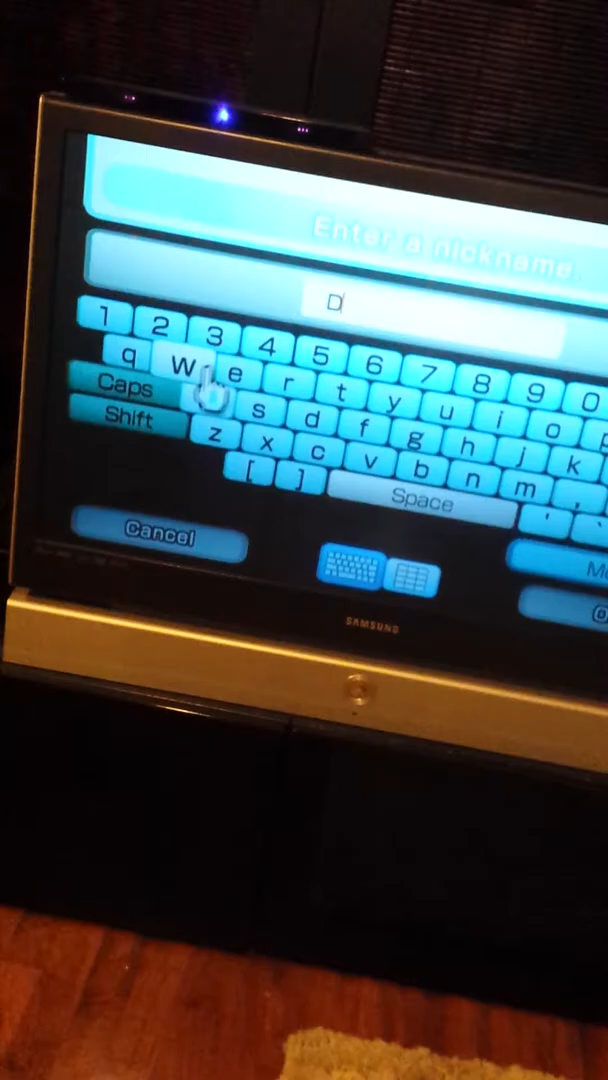 Enter a nickname.
D
1 2 3 4 5 6 7 8 9 0
q w e r t y u i o p
Caps s d f g h j k
Shift z x c v b n m ,
[ ] Space ' `
Cancel
SAMSUNG